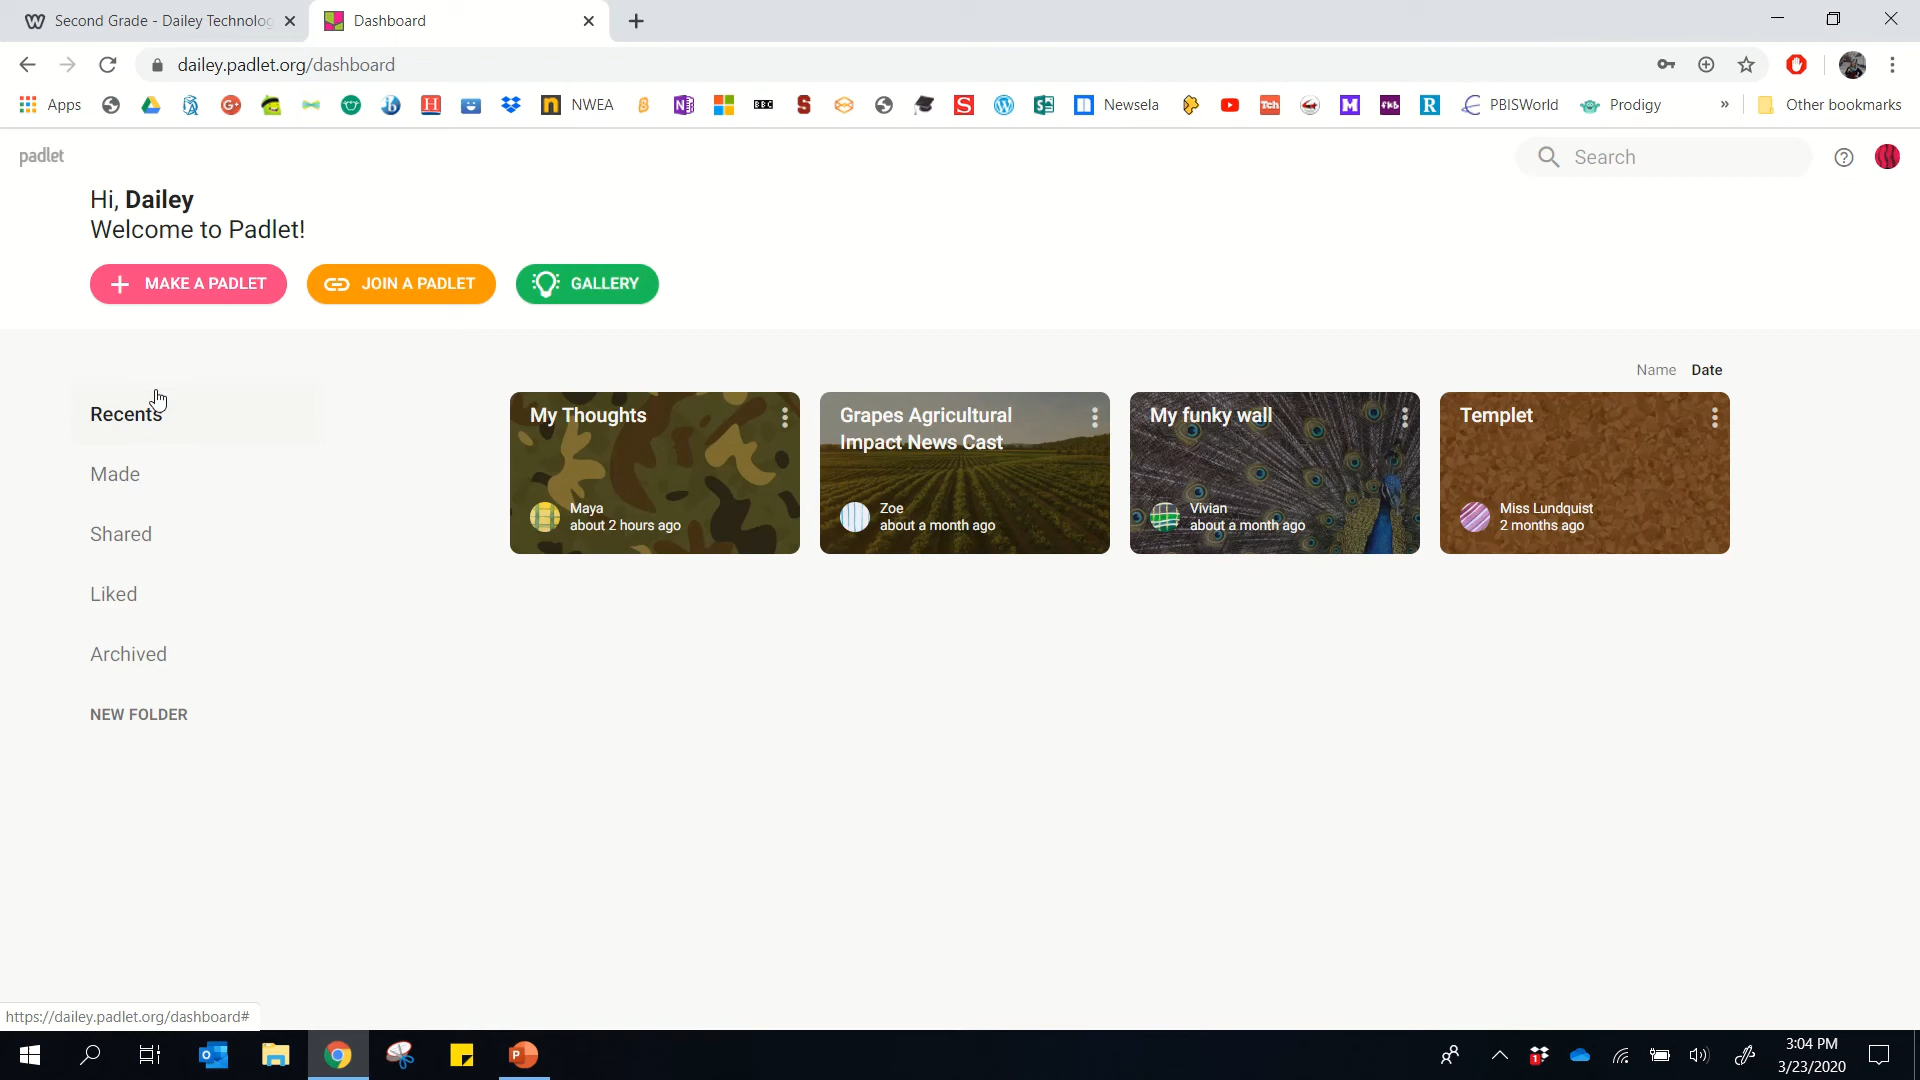 Second Grade - Dailey Technolog
Dashboard
dailey.padlet.org/dashboard
Apps
NWEA
BBC
Newsela
Tch
PBISWorld
Prodigy
»
Other bookmarks
padlet
Search
Hi, Dailey
Welcome to Padlet!
+ MAKE A PADLET
JOIN A PADLET
GALLERY
Name Date
Recents
Made
Shared
Liked
Archived
NEW FOLDER
My Thoughts
Maya
about 2 hours ago
Grapes Agricultural
Impact News Cast
Zoe
about a month ago
My funky wall
Vivian
about a month ago
Templet
Miss Lundquist
2 months ago
https://dailey.padlet.org/dashboard#
3:04 PM
3/23/2020